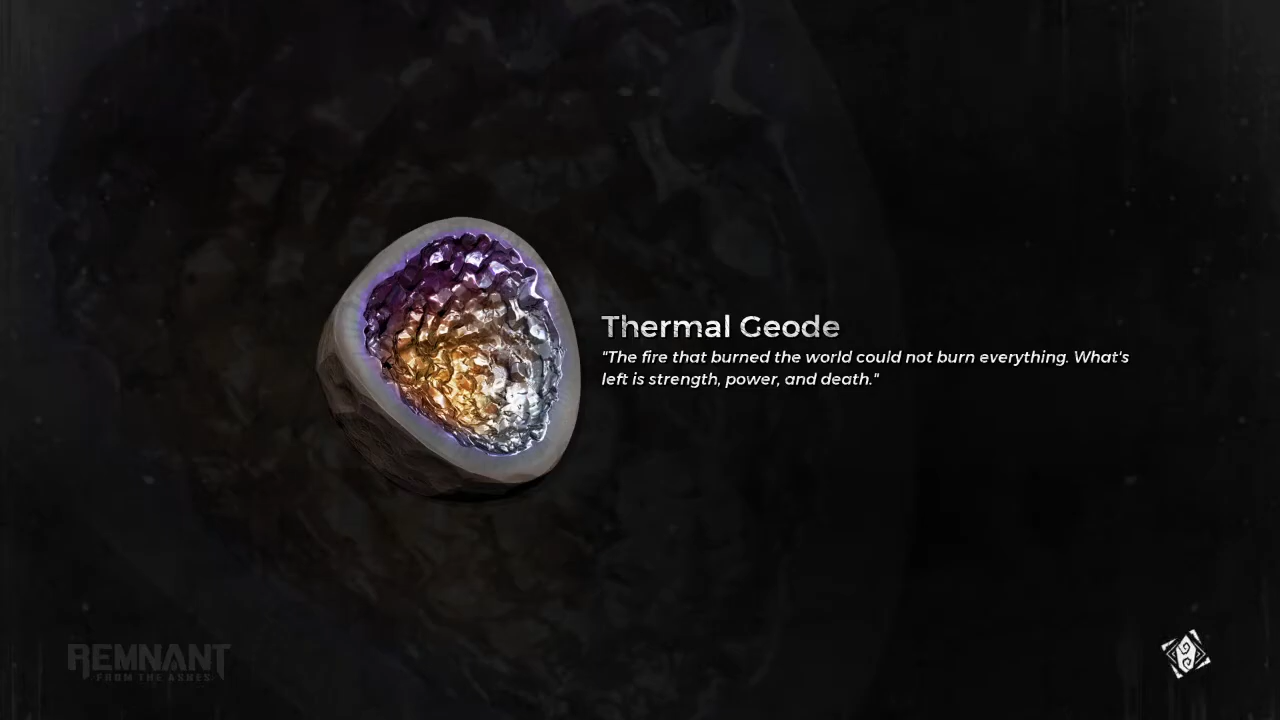 Thermal Geode
"The fire that burned the world could not burn everything. What's
left is strength, power, and death."
REMNANT
FROM THE ASHES